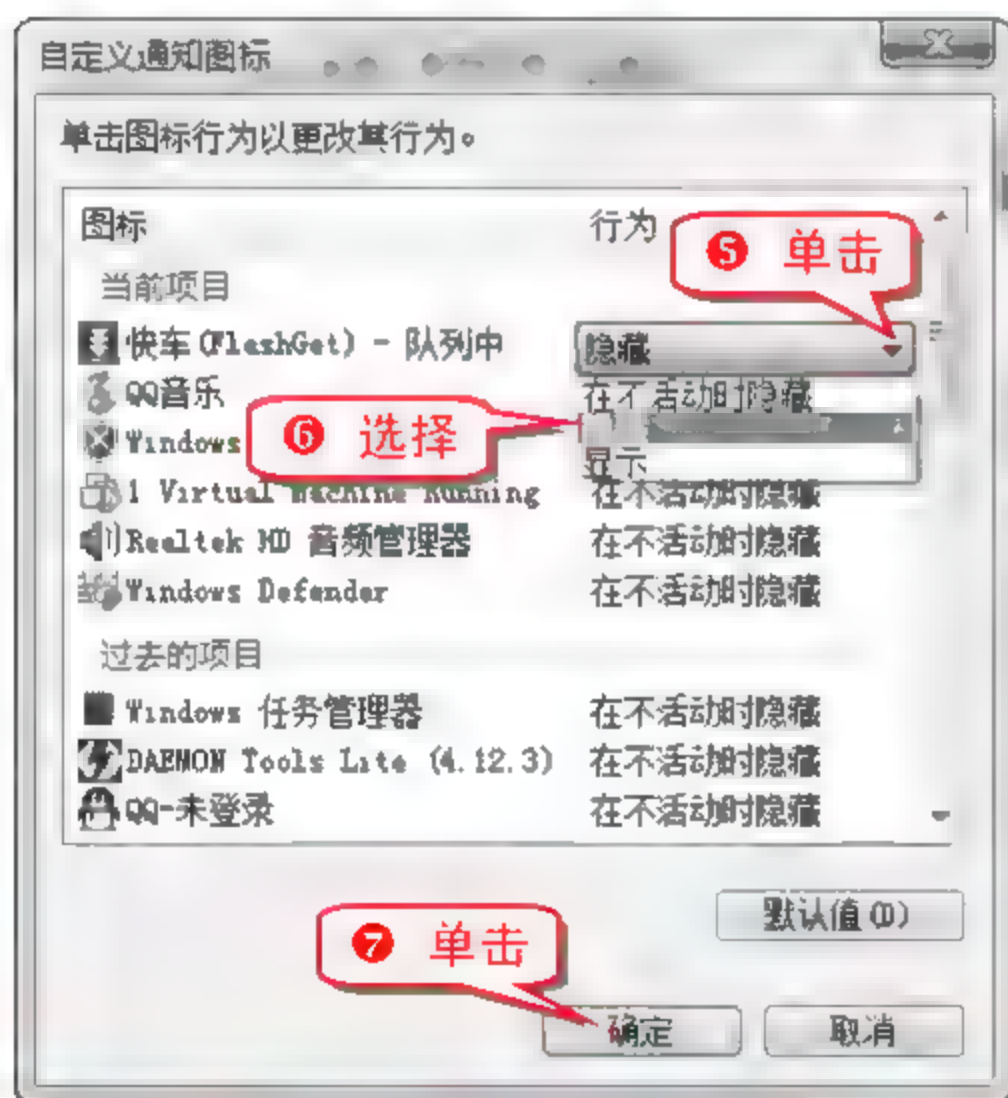 自定义通知图标
单击图标行为以更改其行为。
图标 行为
❺ 单击
当前项目
快车(FlashGet) - 队列中 隐藏
QQ音乐 在不活动时隐藏
Windows
❻ 选择
显示
1 Virtual Machine Running 在不活动时隐藏
Realtek HD 音频管理器 在不活动时隐藏
Windows Defender 在不活动时隐藏
过去的项目
Windows 任务管理器 在不活动时隐藏
DAEMON Tools Lite (4.12.3) 在不活动时隐藏
QQ-未登录 在不活动时隐藏
默认值(D)
❼ 单击
确定 取消